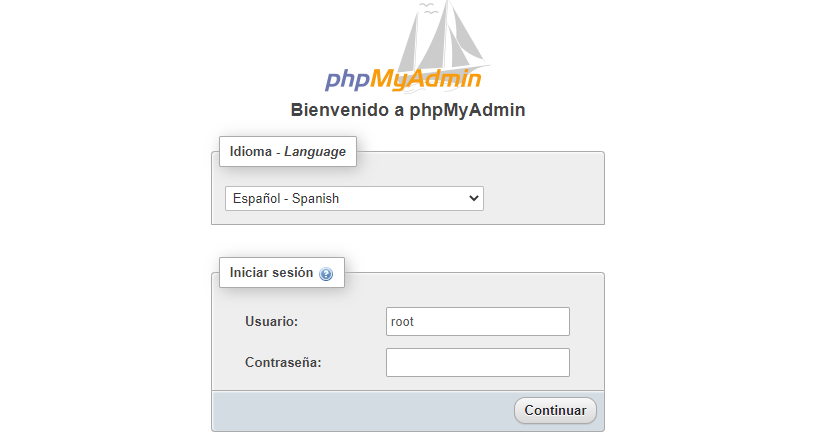 phpMyAdmin
Bienvenido a phpMyAdmin
Idioma - Language
Español - Spanish
Iniciar sesión
Usuario: root
Contraseña:
Continuar